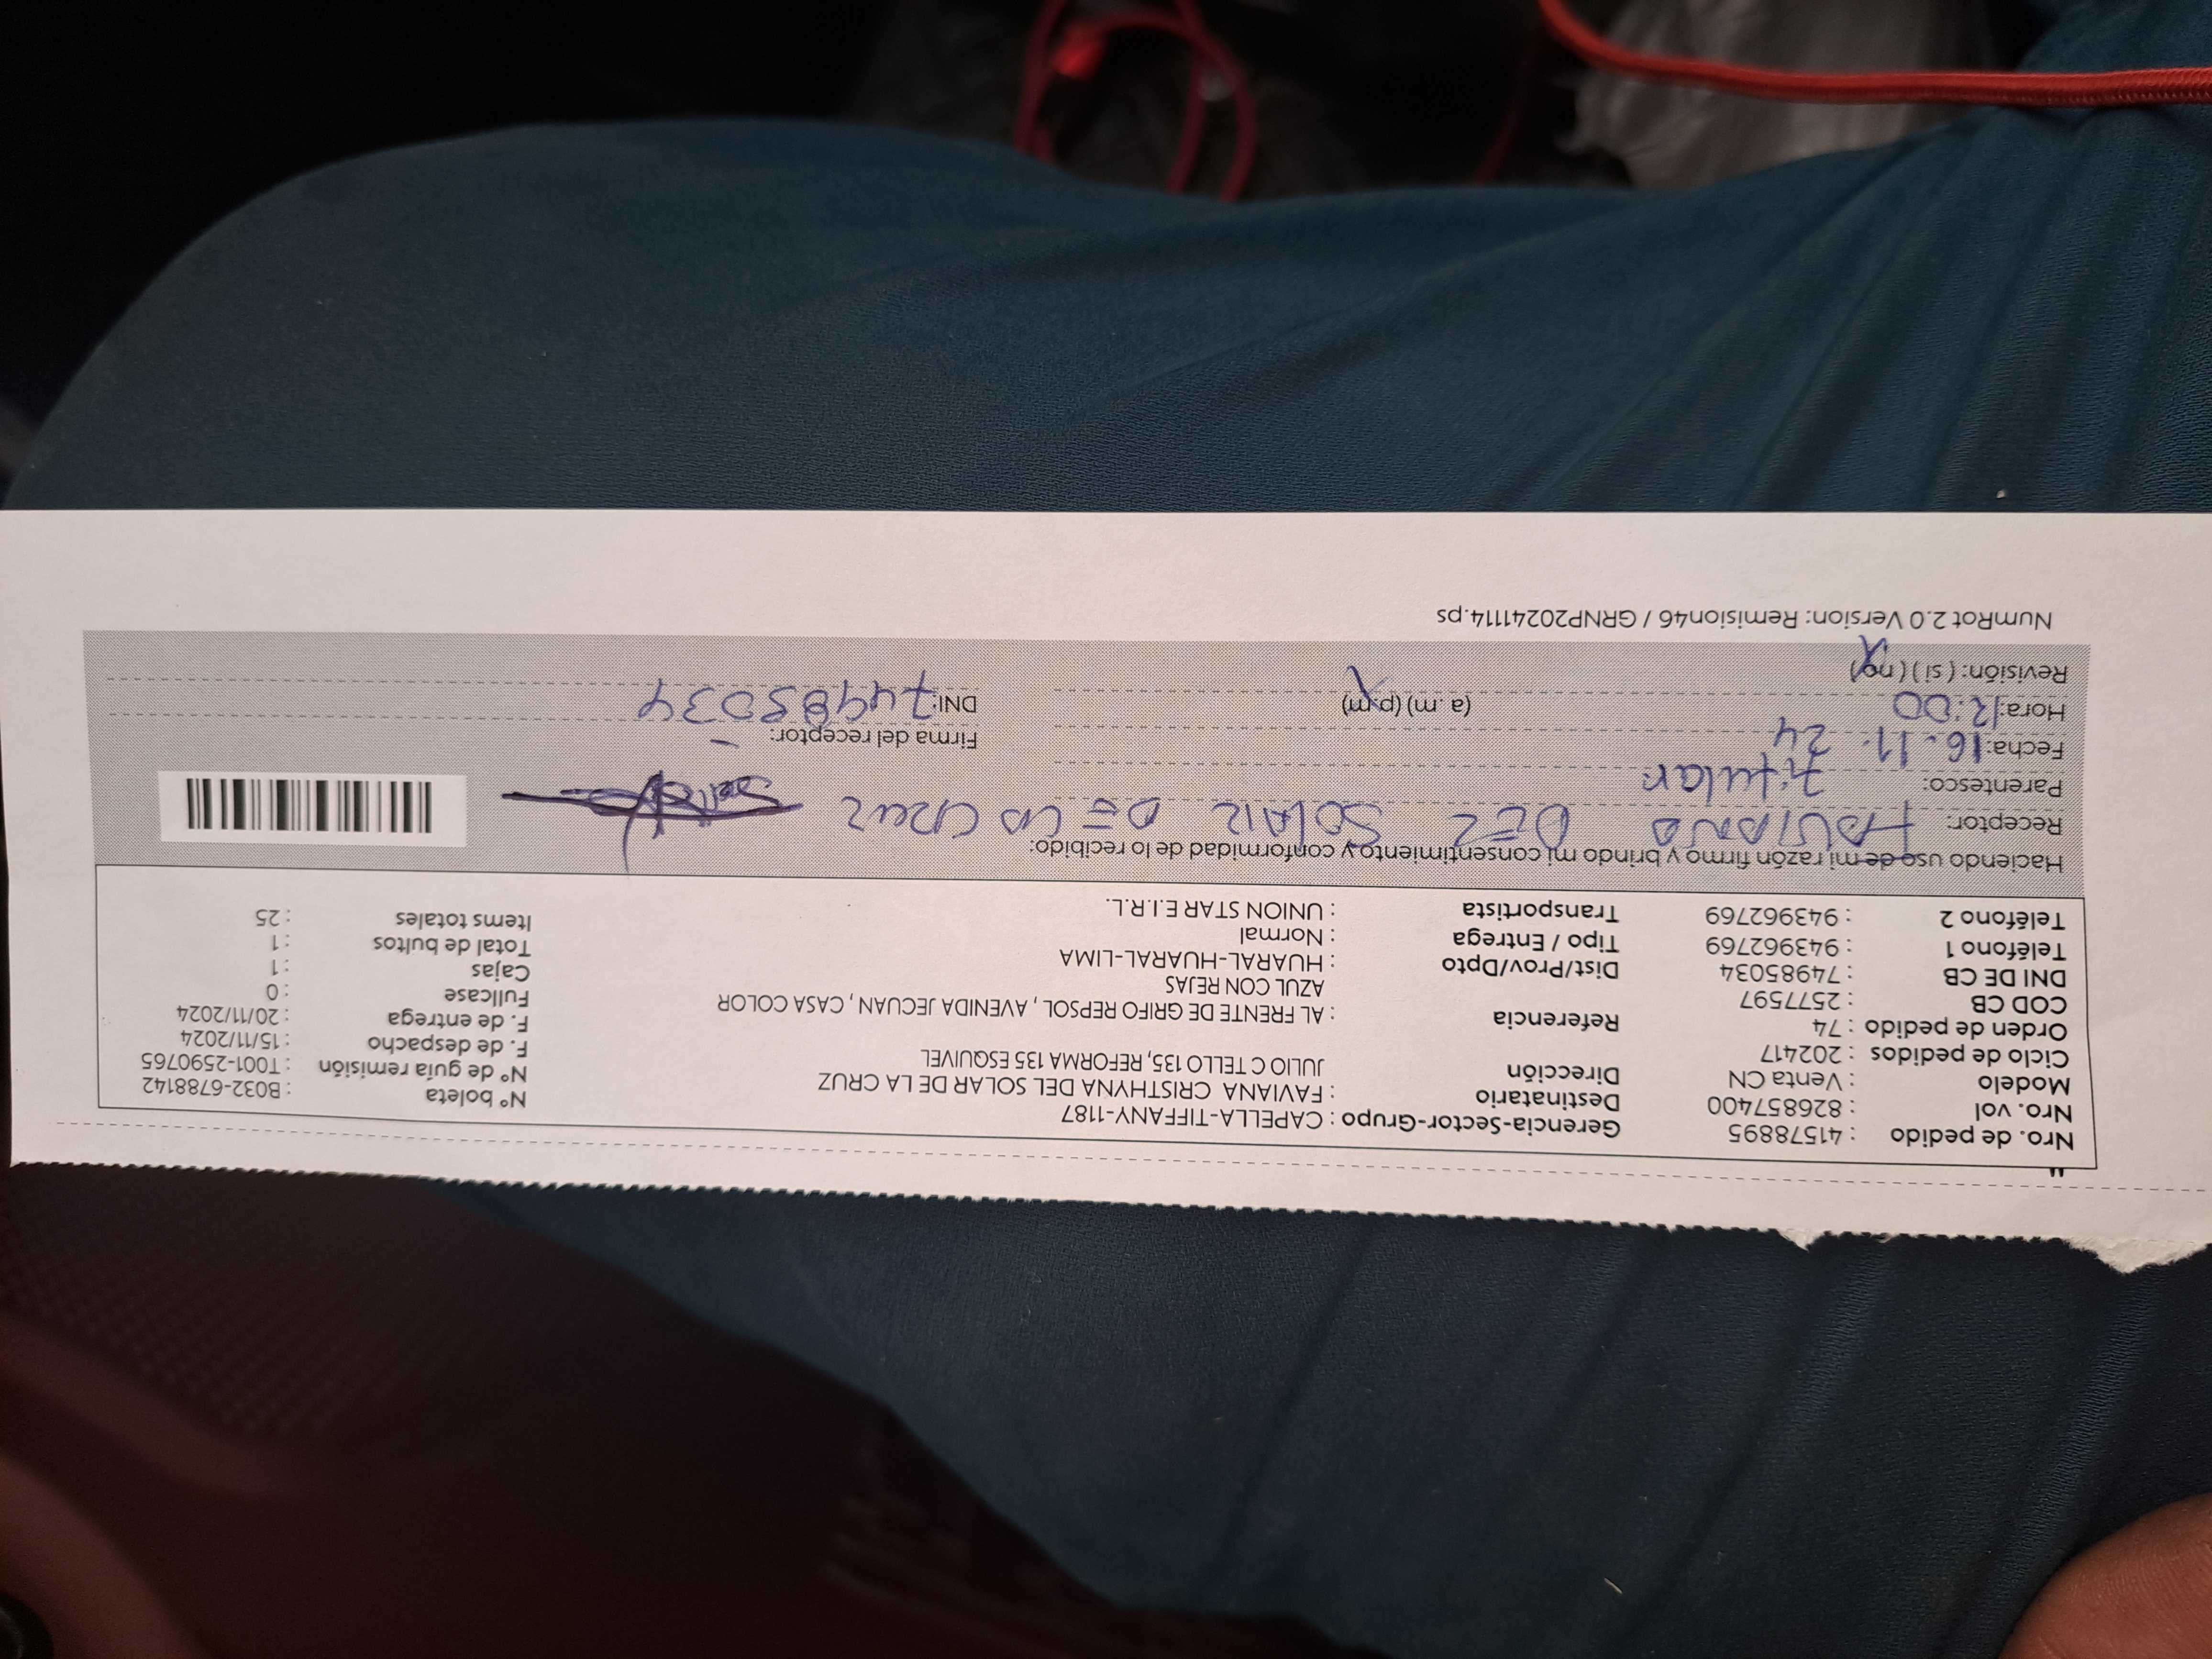 "
Nro. de pedido : 41578895 Gerencia-Sector-Grupo : CAPELLA-TIFFANY-1187 N° boleta : B032-6788142
Nro. vol : 826857400 Destinatario : FAVIANA CRISTHYNA DEL SOLAR DE LA CRUZ N° de guía remisión : T001-2590765
Modelo : Venta CN Dirección JULIO C TELLO 135, REFORMA 135 ESQUIVEL F. de despacho : 15/11/2024
Ciclo de pedidos : 202417 F. de entrega : 20/11/2024
Orden de pedido : 74 Referencia : AL FRENTE DE GRIFO REPSOL , AVENIDA JECUAN , CASA COLOR Fullcase : 0
COD CB : 2577597 AZUL CON REJAS Cajas : 1
DNI DE CB : 74985034 Dist/Prov/Dpto : HUARAL-HUARAL-LIMA Total de bultos : 1
Teléfono 1 : 943962769 Tipo / Entrega : Normal Items totales : 25
Teléfono 2 : 943962769 Transportista : UNION STAR E.I.R.L.
Haciendo uso de mi razón firmo y brindo mi consentimiento y conformidad de lo recibido:
Receptor: FABIANA DEL SOLAR DE LA CRUZ
Parentesco: Titular
Fecha: 16.11.24 Firma del receptor:
Hora: 12:00 (a.m) (p.m) DNI: 74985034
Revisión: (si) (no)
NumRot 2.0 Version: Remision46 / GRNP20241114.ps